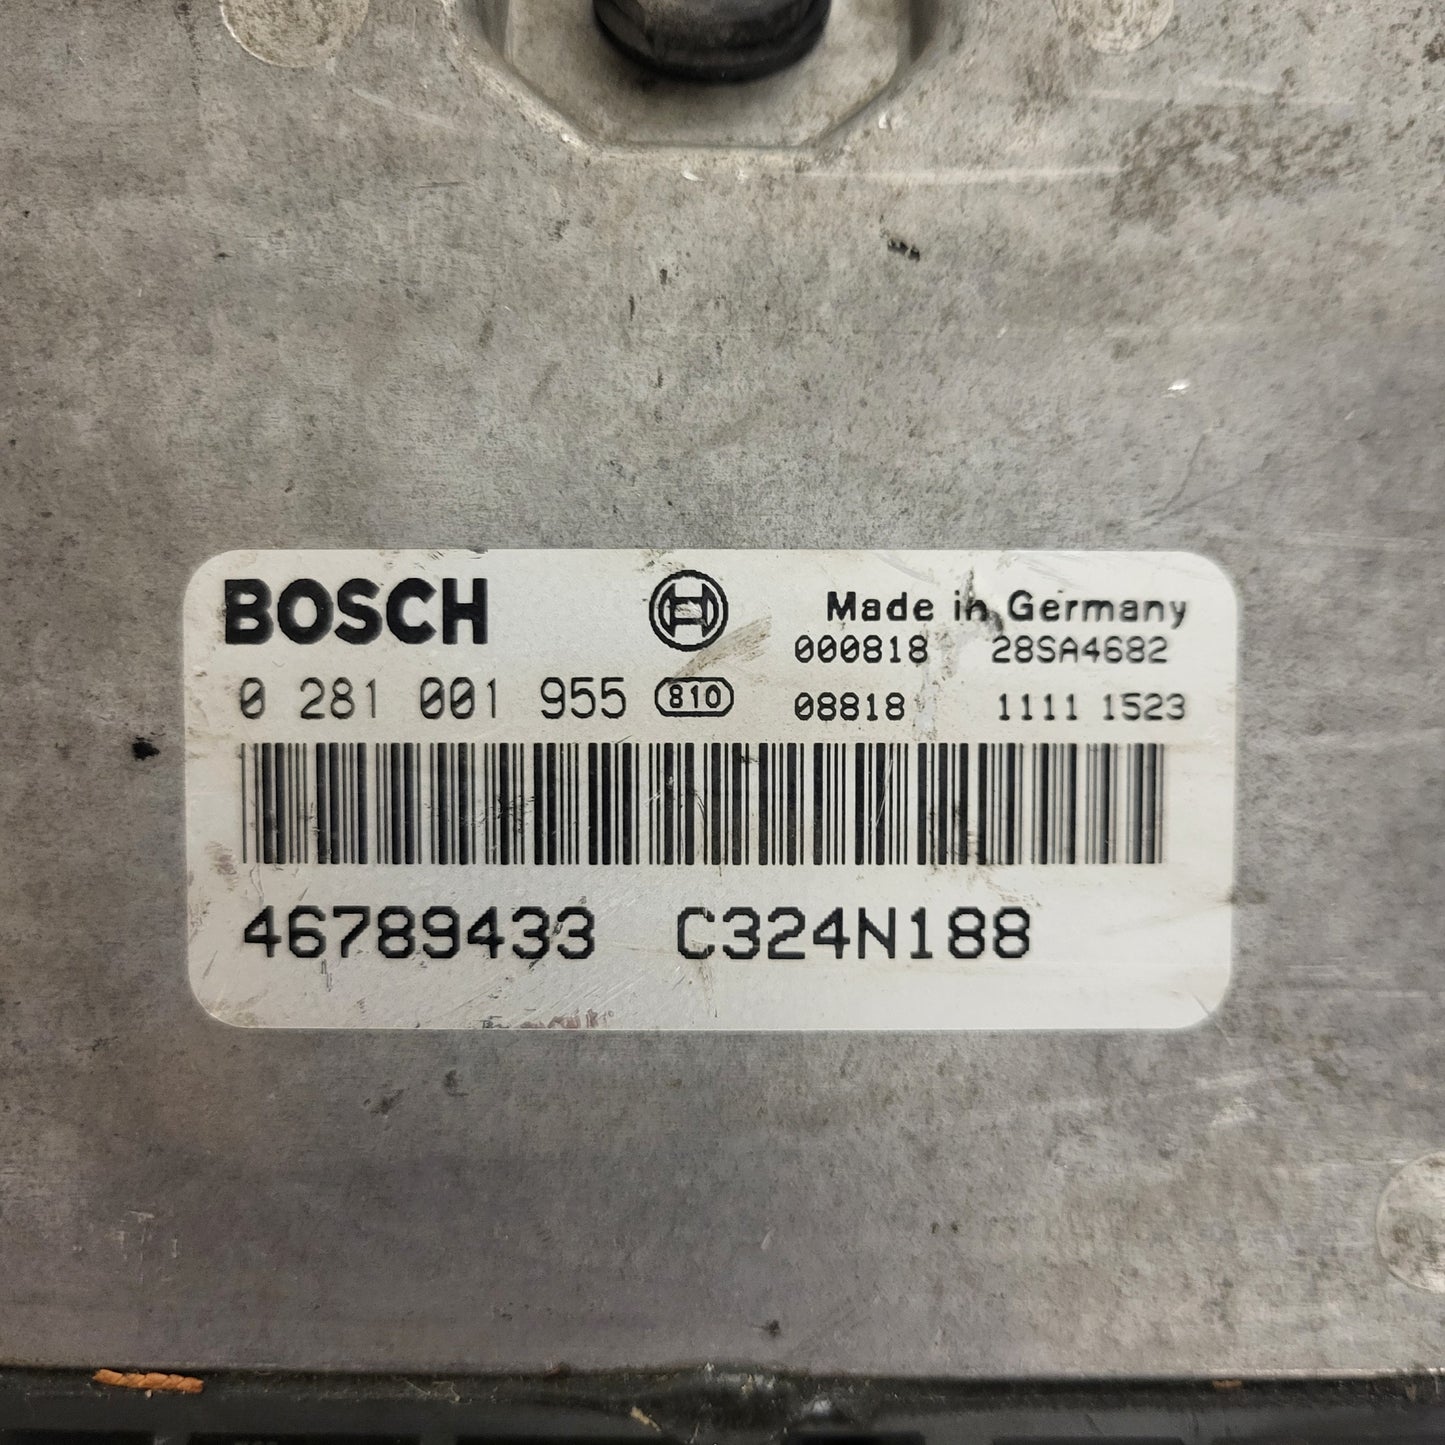 BOSCH Made in Germany
000818 28SA4682
0 281 001 955 810 08818 1111 1523
46789433 C324N188